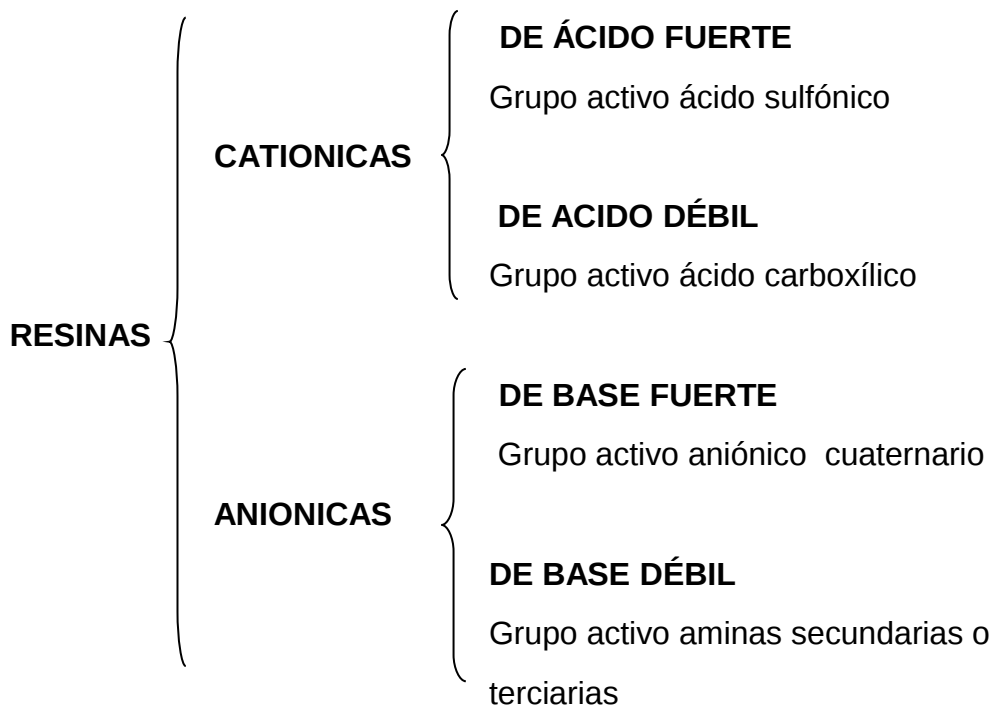 RESINAS
CATIONICAS
DE ÁCIDO FUERTE
Grupo activo ácido sulfónico
DE ACIDO DÉBIL
Grupo activo ácido carboxílico
ANIONICAS
DE BASE FUERTE
Grupo activo aniónico cuaternario
DE BASE DÉBIL
Grupo activo aminas secundarias o
terciarias